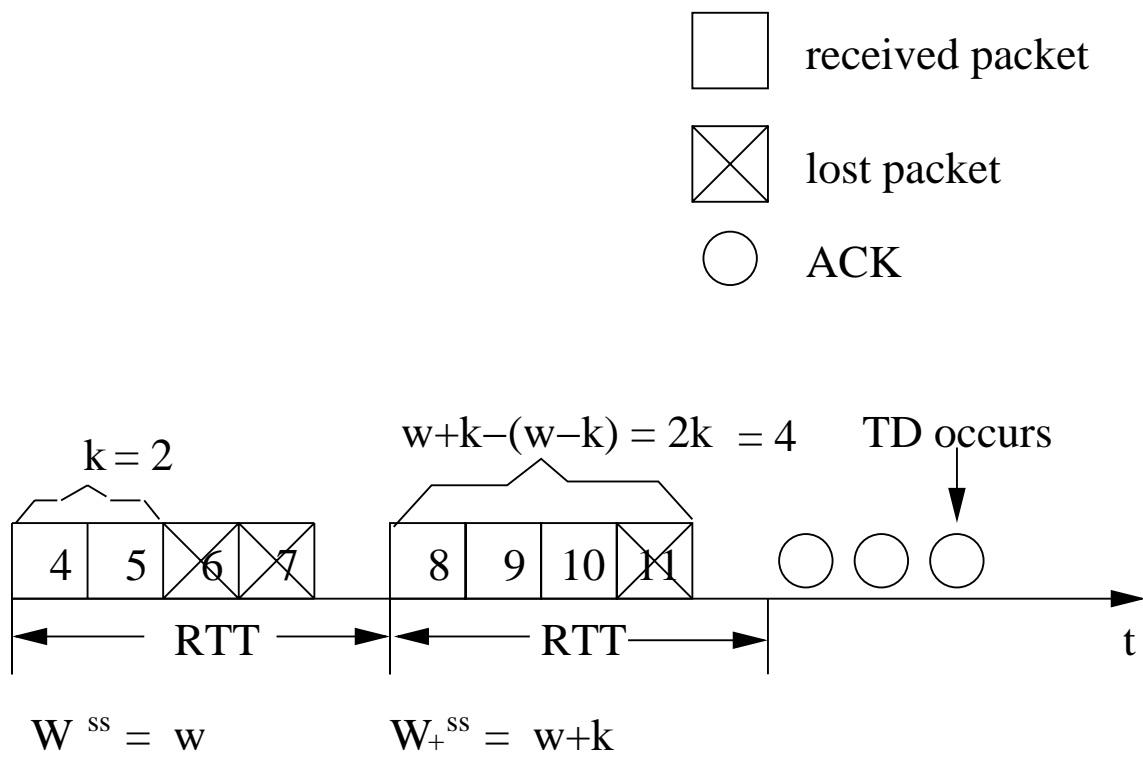 received packet
lost packet
ACK
w+k−(w−k) = 2k = 4
TD occurs
k = 2
4 5 6 7 8 9 10 11
RTT RTT t
W ss = w W+ ss = w+k